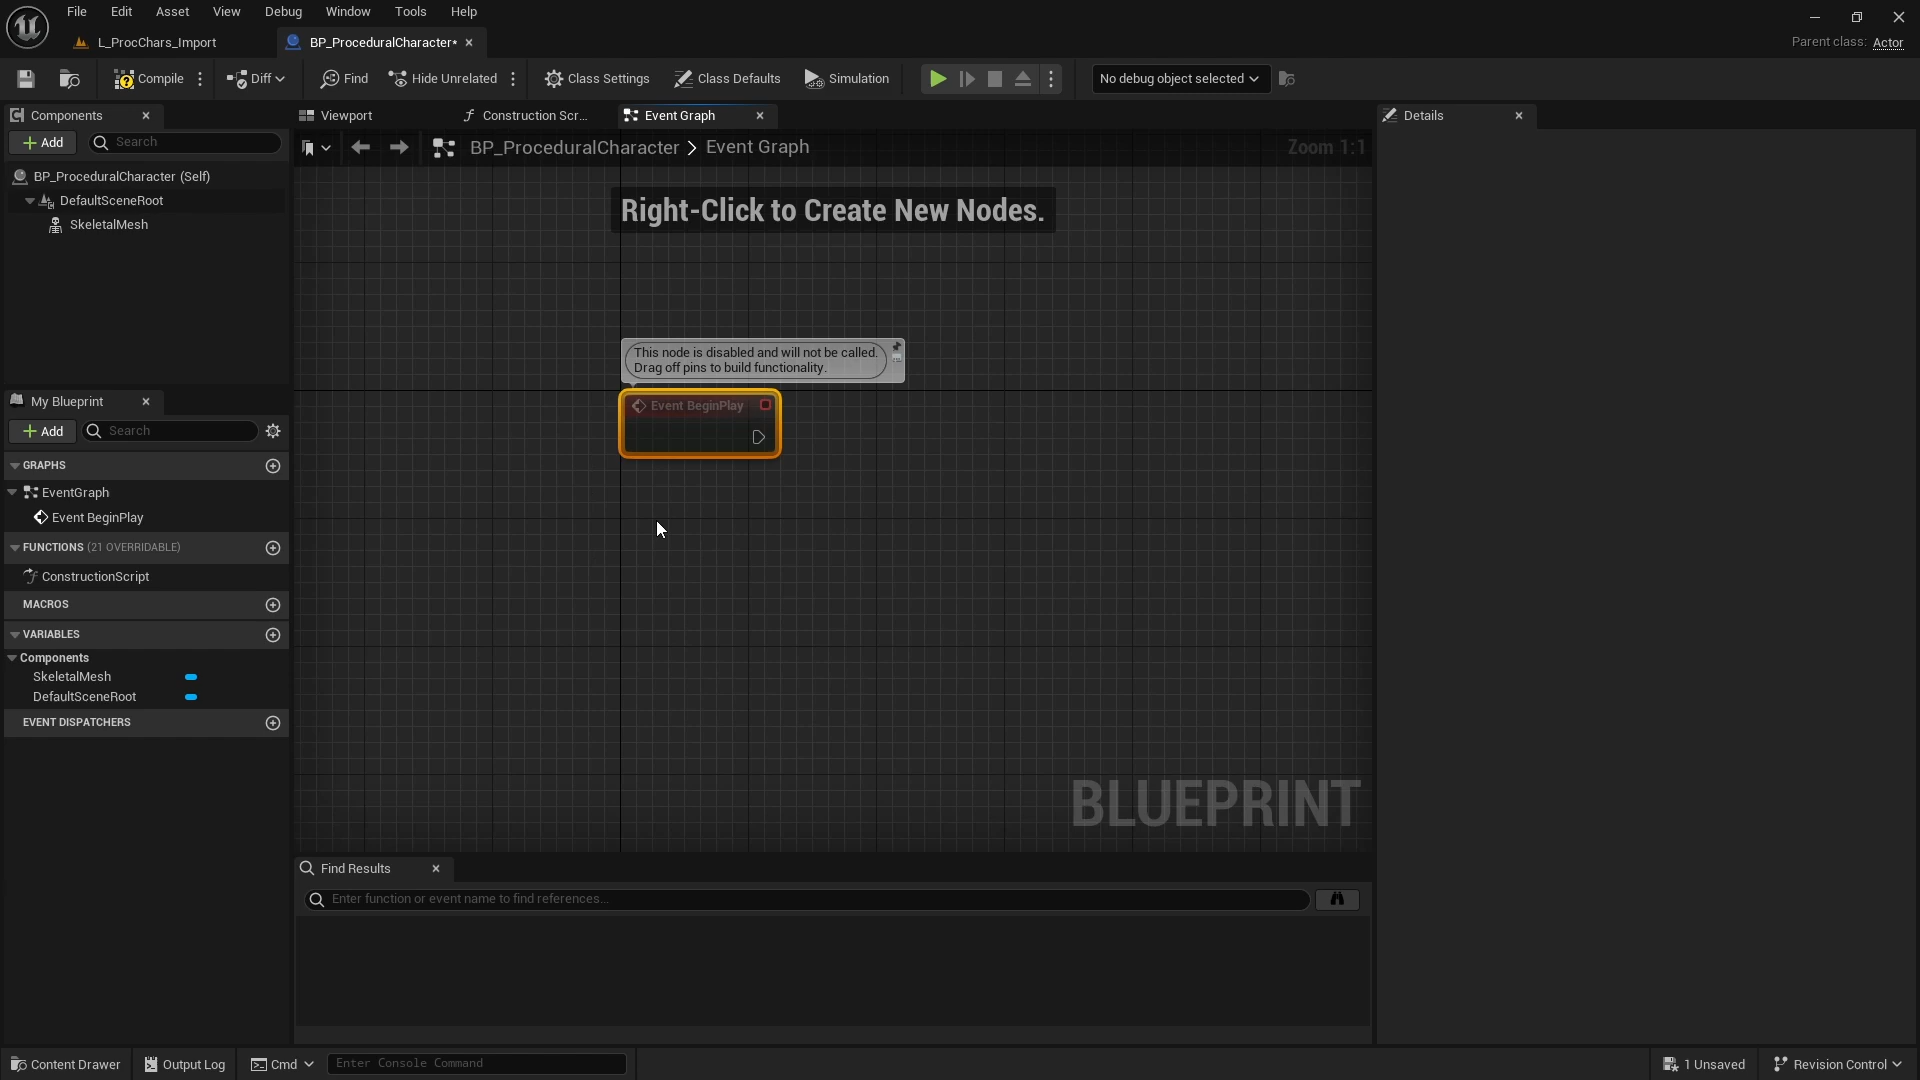 File Edit Asset View Debug Window Tools Help
L_ProcChars_Import BP_ProceduralCharacter*
Parent class: Actor
Compile Diff Find Hide Unrelated Class Settings Class Defaults Simulation No debug object selected
Components
Add Search
BP_ProceduralCharacter (Self)
DefaultSceneRoot
SkeletalMesh
My Blueprint
Add Search
GRAPHS
EventGraph
Event BeginPlay
FUNCTIONS (21 OVERRIDABLE)
ConstructionScript
MACROS
VARIABLES
Components
SkeletalMesh
DefaultSceneRoot
EVENT DISPATCHERS
Viewport Construction Scr... Event Graph
BP_ProceduralCharacter > Event Graph Zoom 1:1
Right-Click to Create New Nodes.
This node is disabled and will not be called.
Drag off pins to build functionality.
Event BeginPlay
BLUEPRINT
Find Results
Enter function or event name to find references...
Details
Content Drawer Output Log Cmd Enter Console Command 1 Unsaved Revision Control